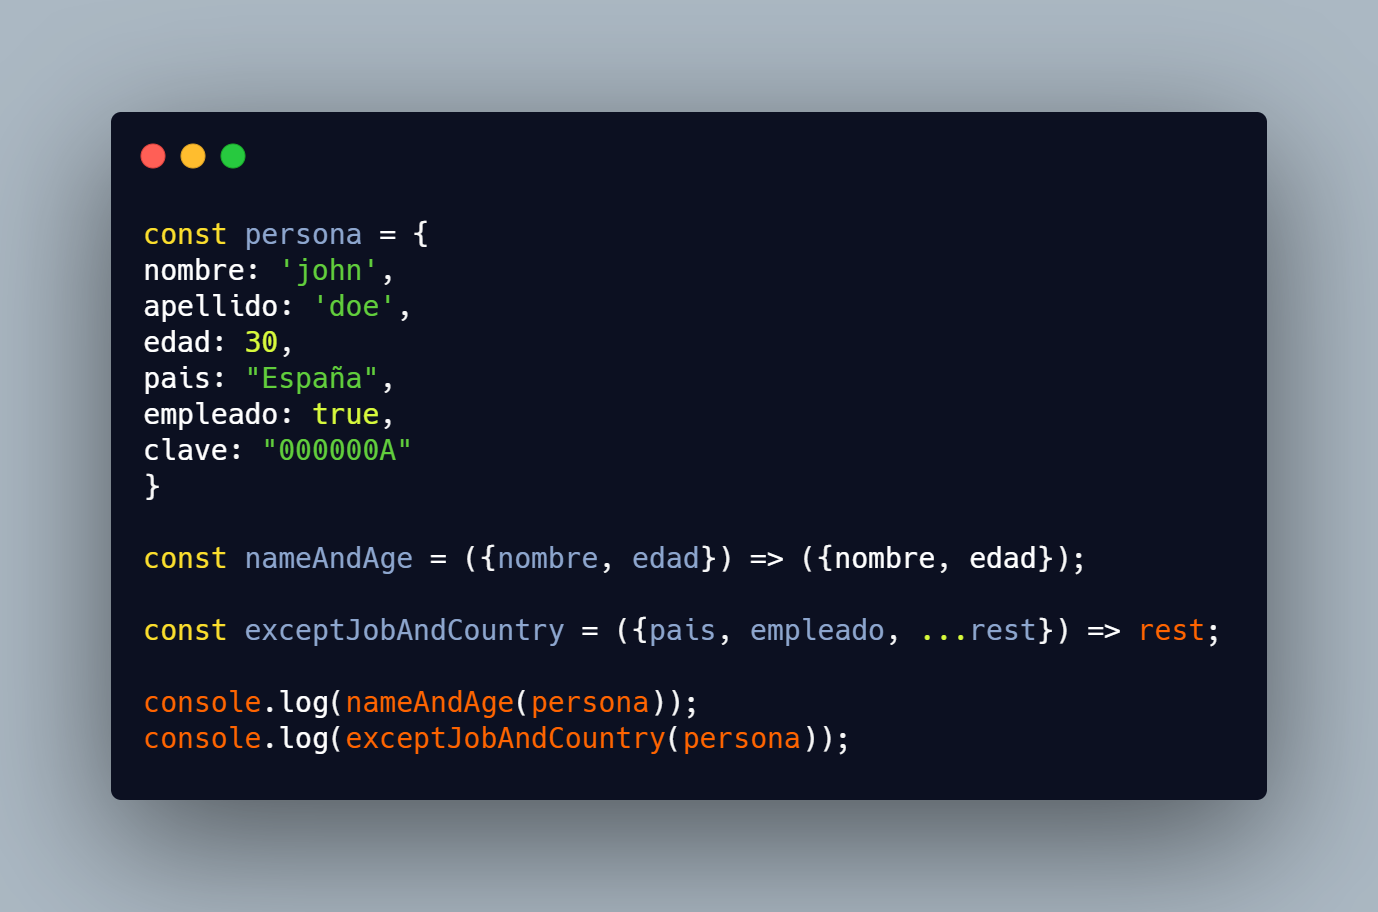 const persona = {
nombre: 'john',
apellido: 'doe',
edad: 30,
pais: "España",
empleado: true,
clave: "000000A"
}
const nameAndAge = ({nombre, edad}) => ({nombre, edad});
const exceptJobAndCountry = ({pais, empleado, ...rest}) => rest;
console.log(nameAndAge(persona));
console.log(exceptJobAndCountry(persona));